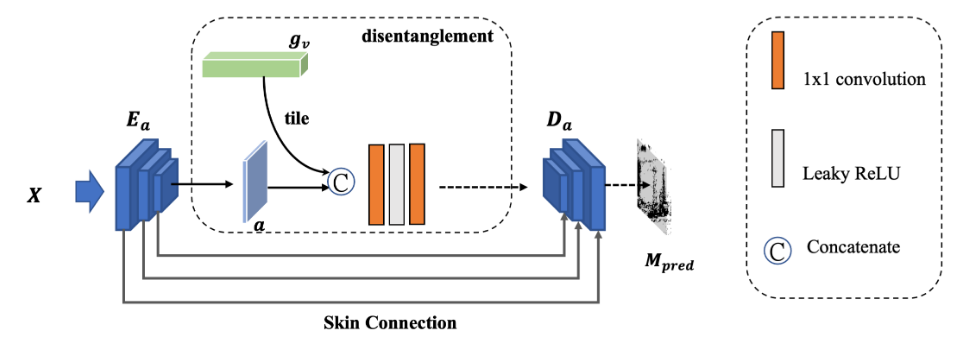 g_v
disentanglement
E_a
tile
D_a
X
C
a
M_pred
Skin Connection
1x1 convolution
Leaky ReLU
C
Concatenate